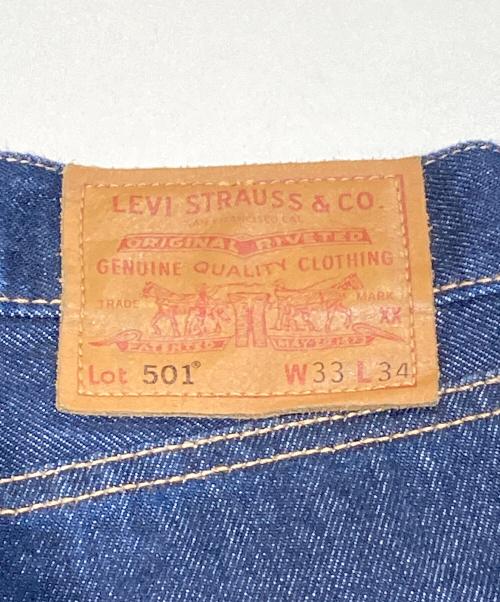 LEVI STRAUSS & CO.
SAN FRANCISCO CAL.
ORIGINAL RIVETED
GENUINE QUALITY CLOTHING
TRADE MARK
XX
PATENTED MAY 20 1873
Lot 501® W33 L34